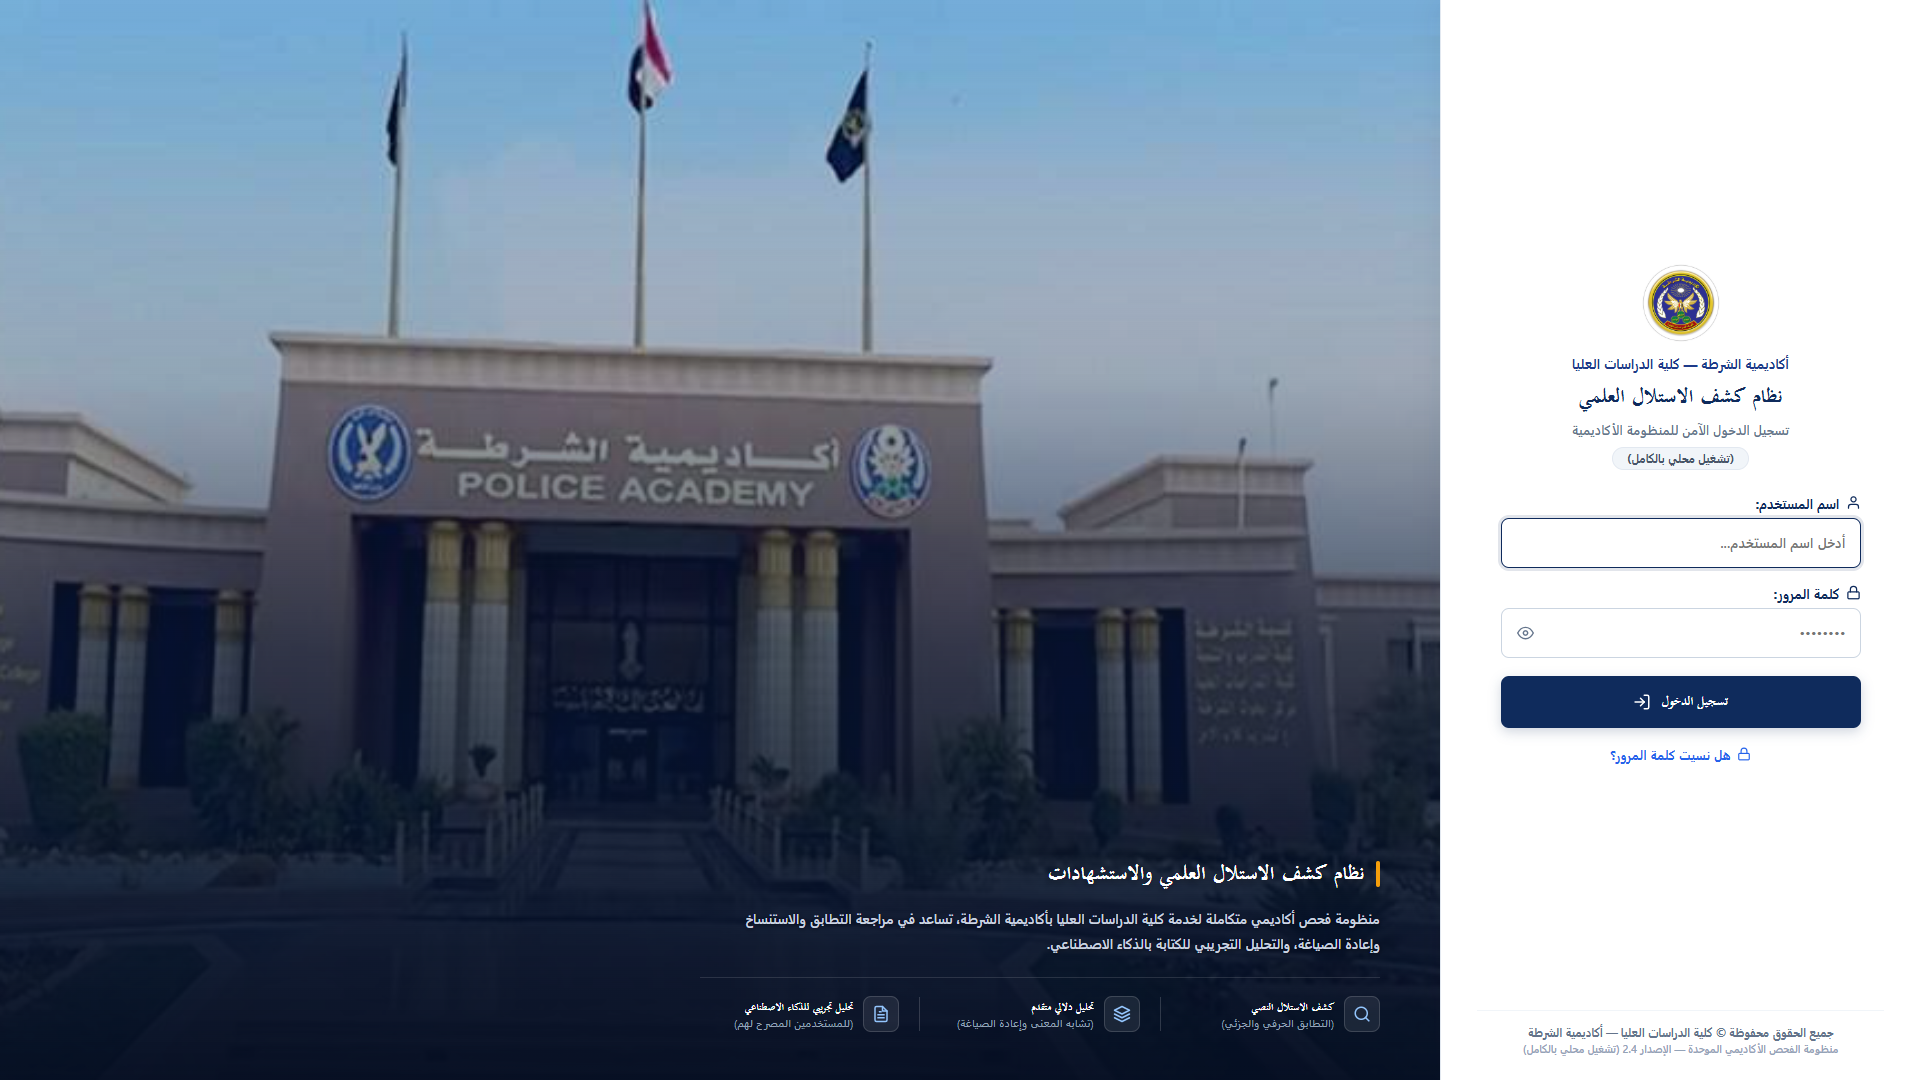 أكاديمية الشرطة
POLICE ACADEMY
كلية الشرطة
College
نظام كشف الاستلال العلمي والاستشهادات
منظومة فحص أكاديمي متكاملة لخدمة كلية الدراسات العليا بأكاديمية الشرطة، تساعد في مراجعة التطابق والاستنساخ
وإعادة الصياغة، والتحليل التجريبي للكتابة بالذكاء الاصطناعي.
كشف الاستلال النصي
(التطابق الحرفي والجزئي)
تحليل دلالي متقدم
(تشابه المعنى وإعادة الصياغة)
تحليل تجريبي للذكاء الاصطناعي
(للمستخدمين المصرح لهم)
أكاديمية الشرطة — كلية الدراسات العليا
نظام كشف الاستلال العلمي
تسجيل الدخول الآمن للمنظومة الأكاديمية
(تشغيل محلي بالكامل)
اسم المستخدم:
أدخل اسم المستخدم...
كلمة المرور:
تسجيل الدخول
هل نسيت كلمة المرور؟
جميع الحقوق محفوظة © كلية الدراسات العليا — أكاديمية الشرطة
منظومة الفحص الأكاديمي الموحدة — الإصدار 2.4 (تشغيل محلي بالكامل)